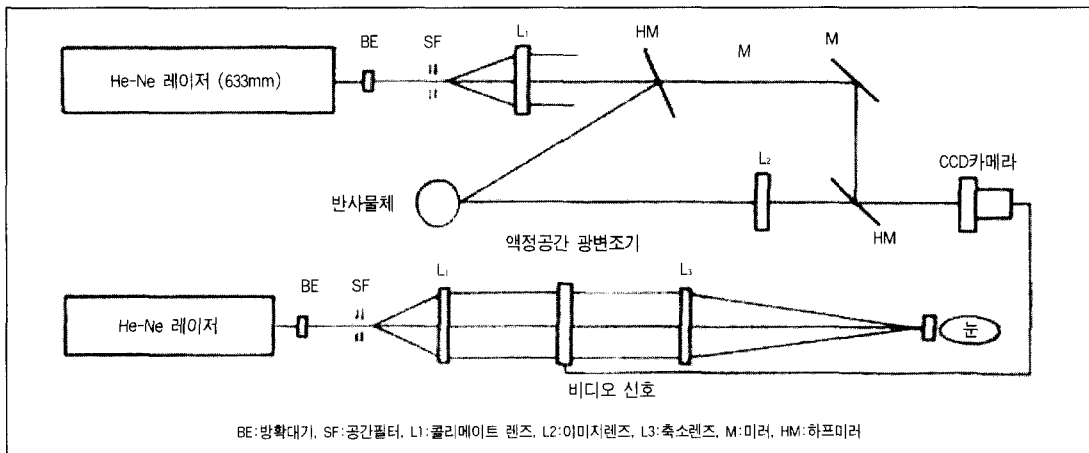 BE SF L1 HM M M
He-Ne 레이저 (633mm)
L2 CCD카메라
반사물체
HM
액정공간 광변조기
BE SF L1 L3
He-Ne 레이저
눈
비디오 신호
BE:방확대기, SF:공간필터, L1:콜리메이트 렌즈, L2:이미지렌즈, L3:축소렌즈, M:미러, HM:하프미러